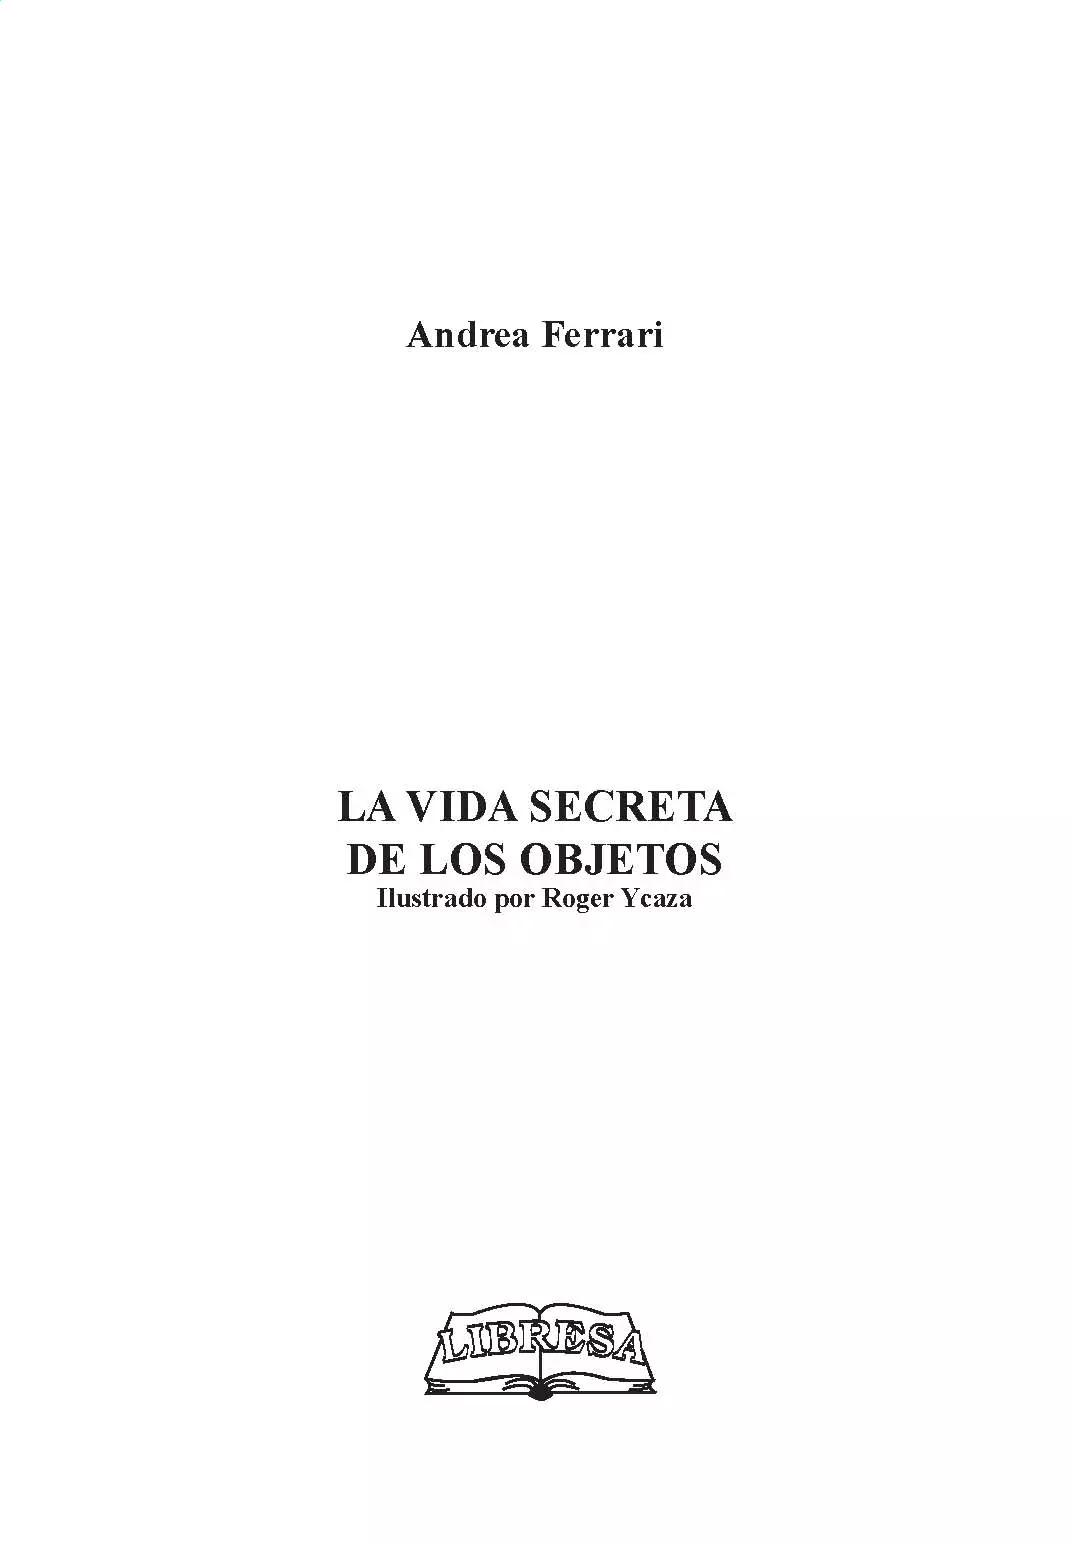 Andrea Ferrari
LA VIDA SECRETA
DE LOS OBJETOS
Ilustrado por Roger Ycaza
LIBRESA